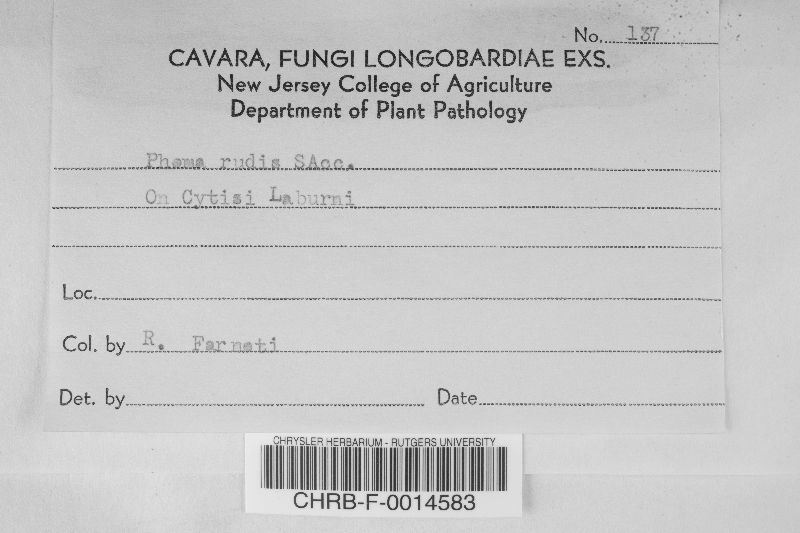 No. 137
CAVARA, FUNGI LONGOBARDIAE EXS.
New Jersey College of Agriculture
Department of Plant Pathology
Phoma rudis SAcc.
On Cytisi Laburni
Loc.
Col. by R. Farneti
Det. by
Date
CHRYSLER HERBARIUM - RUTGERS UNIVERSITY
CHRB-F-0014583